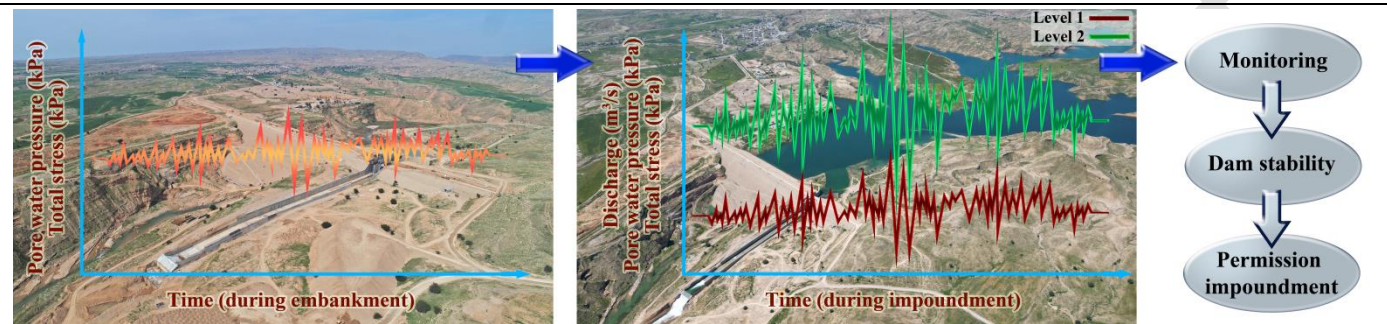 Pore water pressure (kPa)
Total stress (kPa)
Time (during embankment)
Discharge (m³/s)
Pore water pressure (kPa)
Total stress (kPa)
Level 1
Level 2
Time (during impoundment)
Monitoring
Dam stability
Permission
impoundment